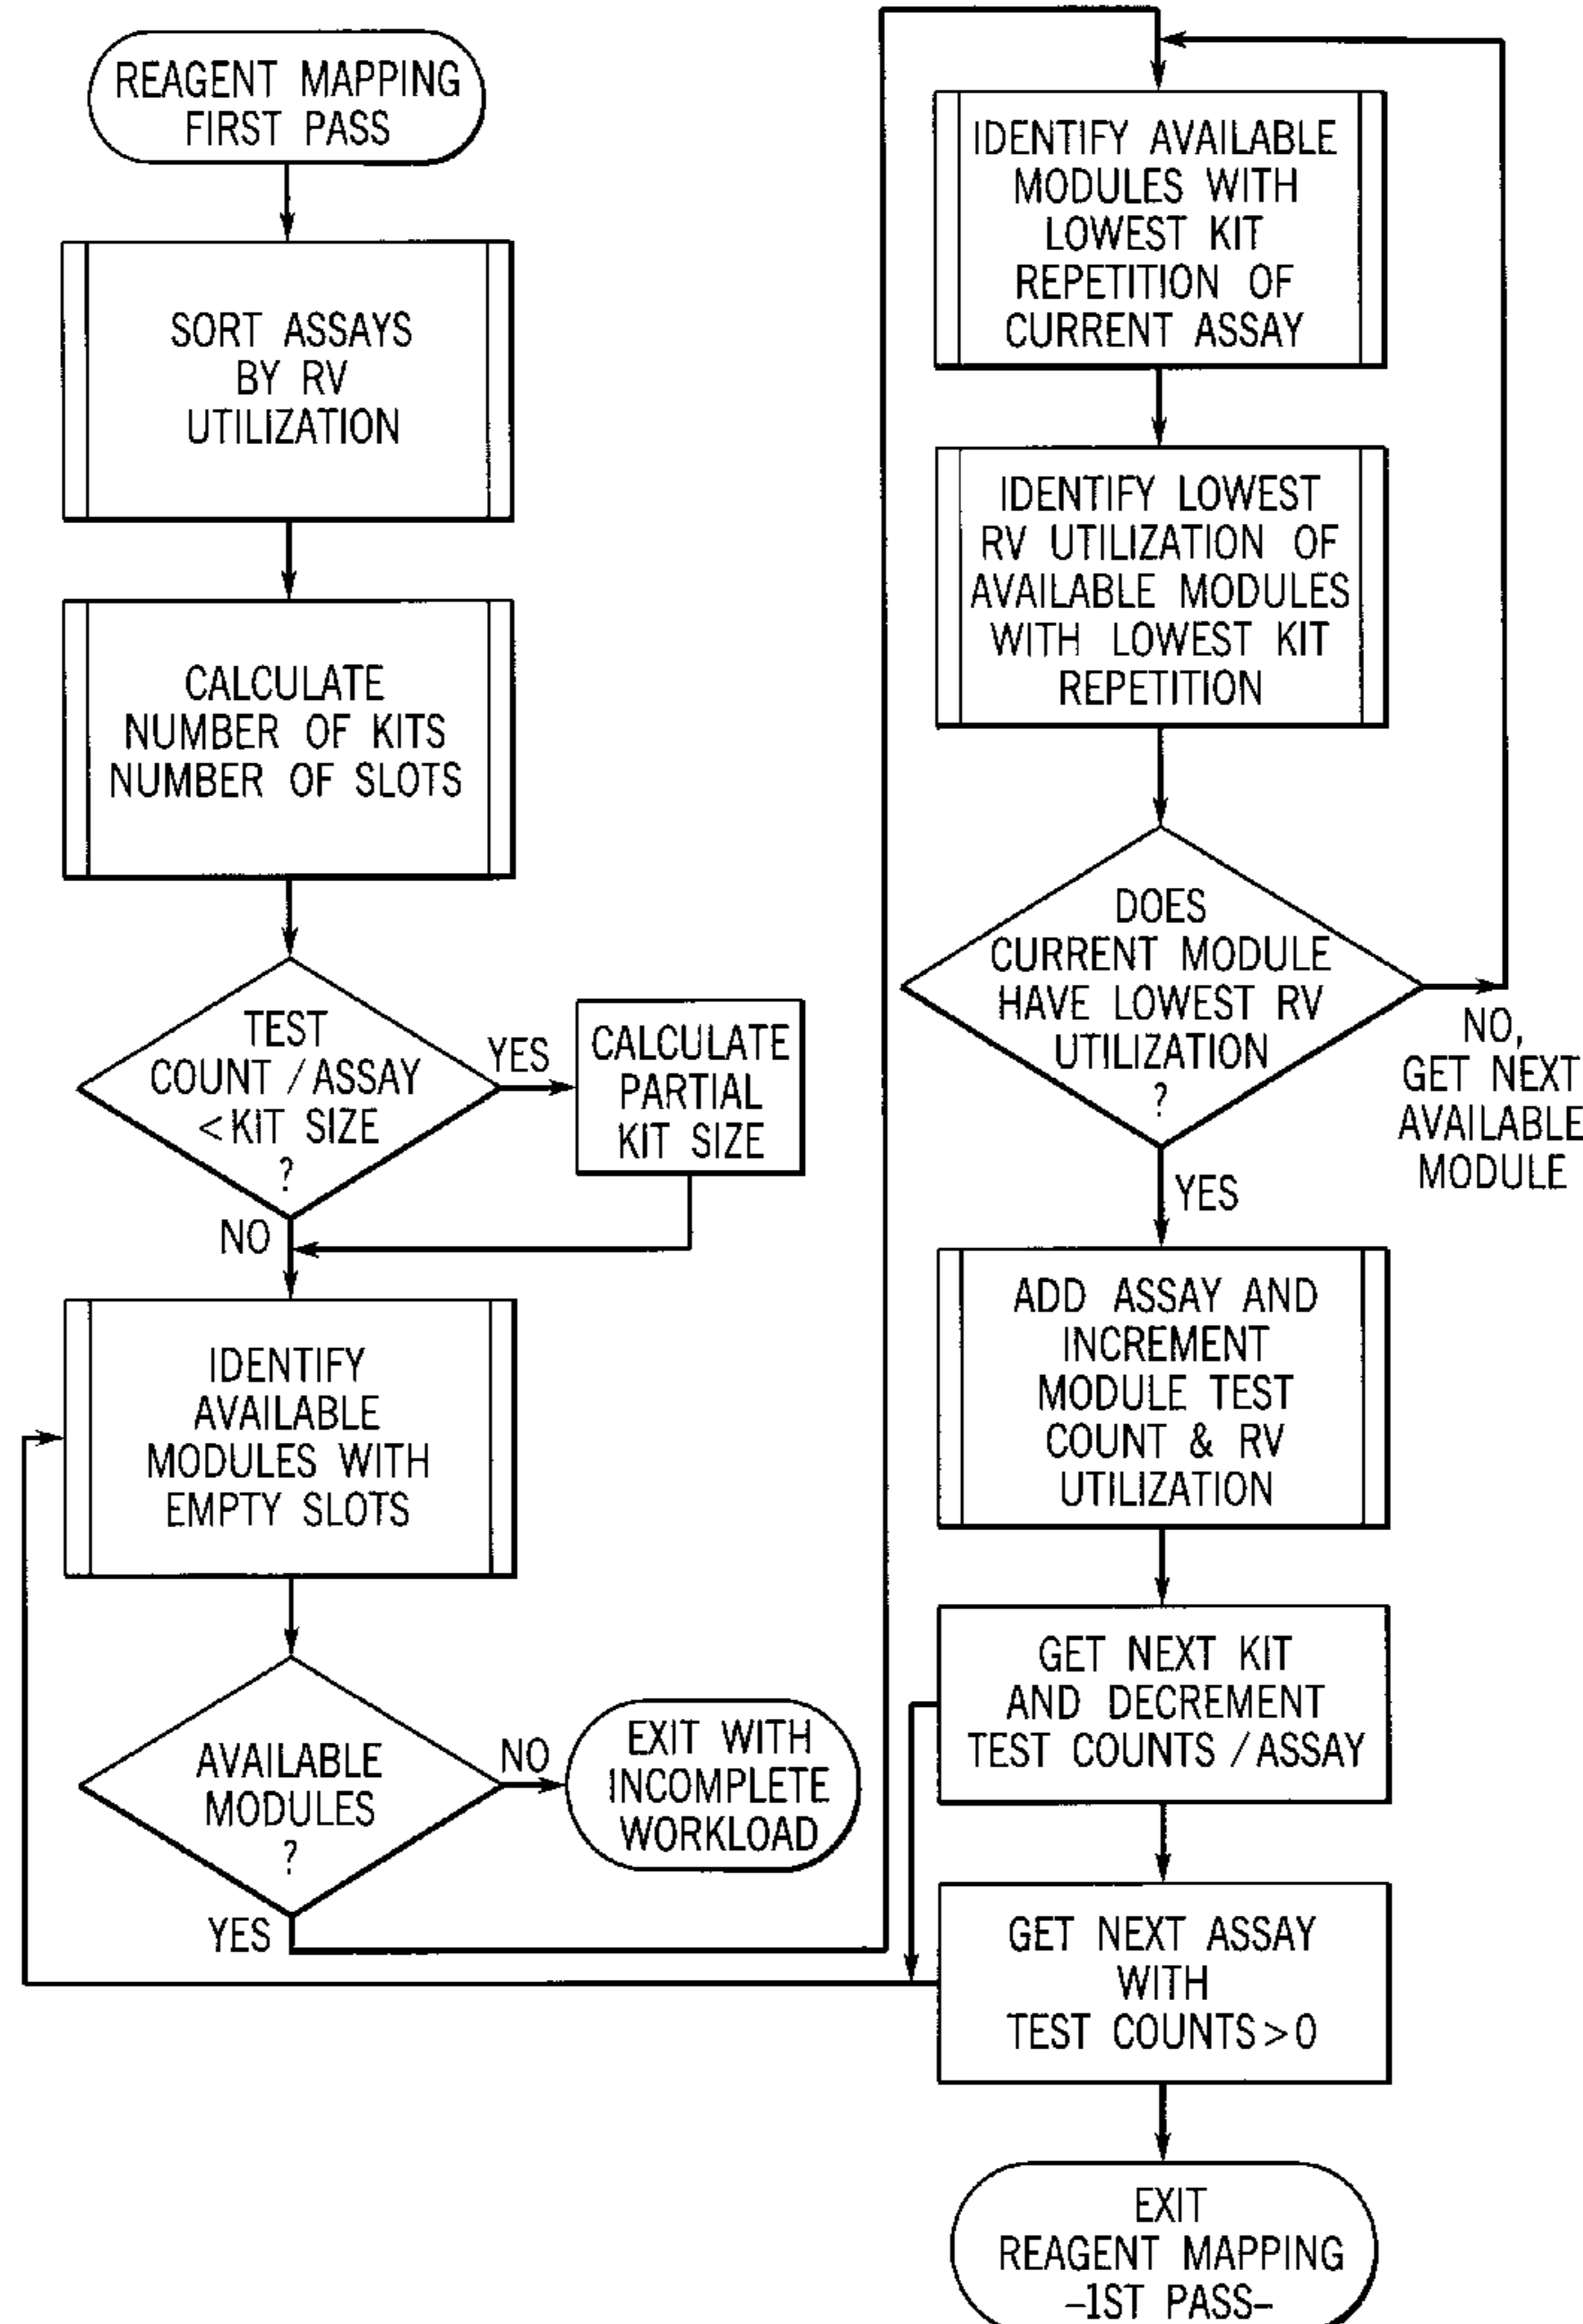 REAGENT MAPPING
FIRST PASS
SORT ASSAYS
BY RV
UTILIZATION
CALCULATE
NUMBER OF KITS
NUMBER OF SLOTS
TEST
COUNT / ASSAY
< KIT SIZE
?
YES
CALCULATE
PARTIAL
KIT SIZE
NO
IDENTIFY
AVAILABLE
MODULES WITH
EMPTY SLOTS
AVAILABLE
MODULES
?
NO
EXIT WITH
INCOMPLETE
WORKLOAD
YES
IDENTIFY AVAILABLE
MODULES WITH
LOWEST KIT
REPETITION OF
CURRENT ASSAY
IDENTIFY LOWEST
RV UTILIZATION OF
AVAILABLE MODULES
WITH LOWEST KIT
REPETITION
DOES
CURRENT MODULE
HAVE LOWEST RV
UTILIZATION
?
NO,
GET NEXT
AVAILABLE
MODULE
YES
ADD ASSAY AND
INCREMENT
MODULE TEST
COUNT & RV
UTILIZATION
GET NEXT KIT
AND DECREMENT
TEST COUNTS / ASSAY
GET NEXT ASSAY
WITH
TEST COUNTS > 0
EXIT
REAGENT MAPPING
-1ST PASS-